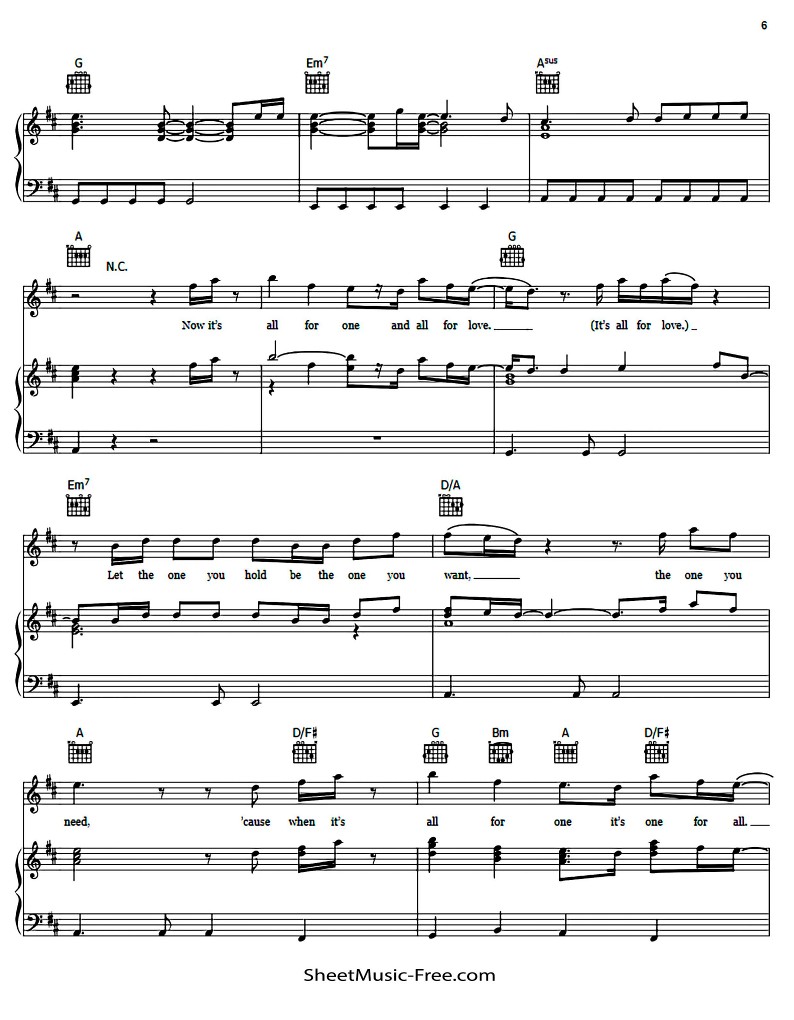 6
G Em7 Asus
A N.C. G
Now it's all for one and all for love. (It's all for love.)
Em7 D/A
Let the one you hold be the one you want, the one you
A D/F# G Bm A D/F#
need, 'cause when it's all for one it's one for all.
SheetMusic-Free.com